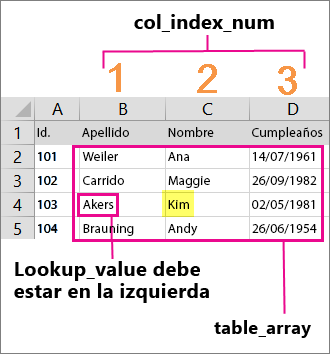 col_index_num
1 2 3
A B C D
1 Id. Apellido Nombre Cumpleaños
2 101 Weiler Ana 14/07/1961
3 102 Carrido Maggie 26/09/1982
4 103 Akers Kim 02/05/1981
5 104 Brauning Andy 26/06/1954
Lookup_value debe
estar en la izquierda
table_array